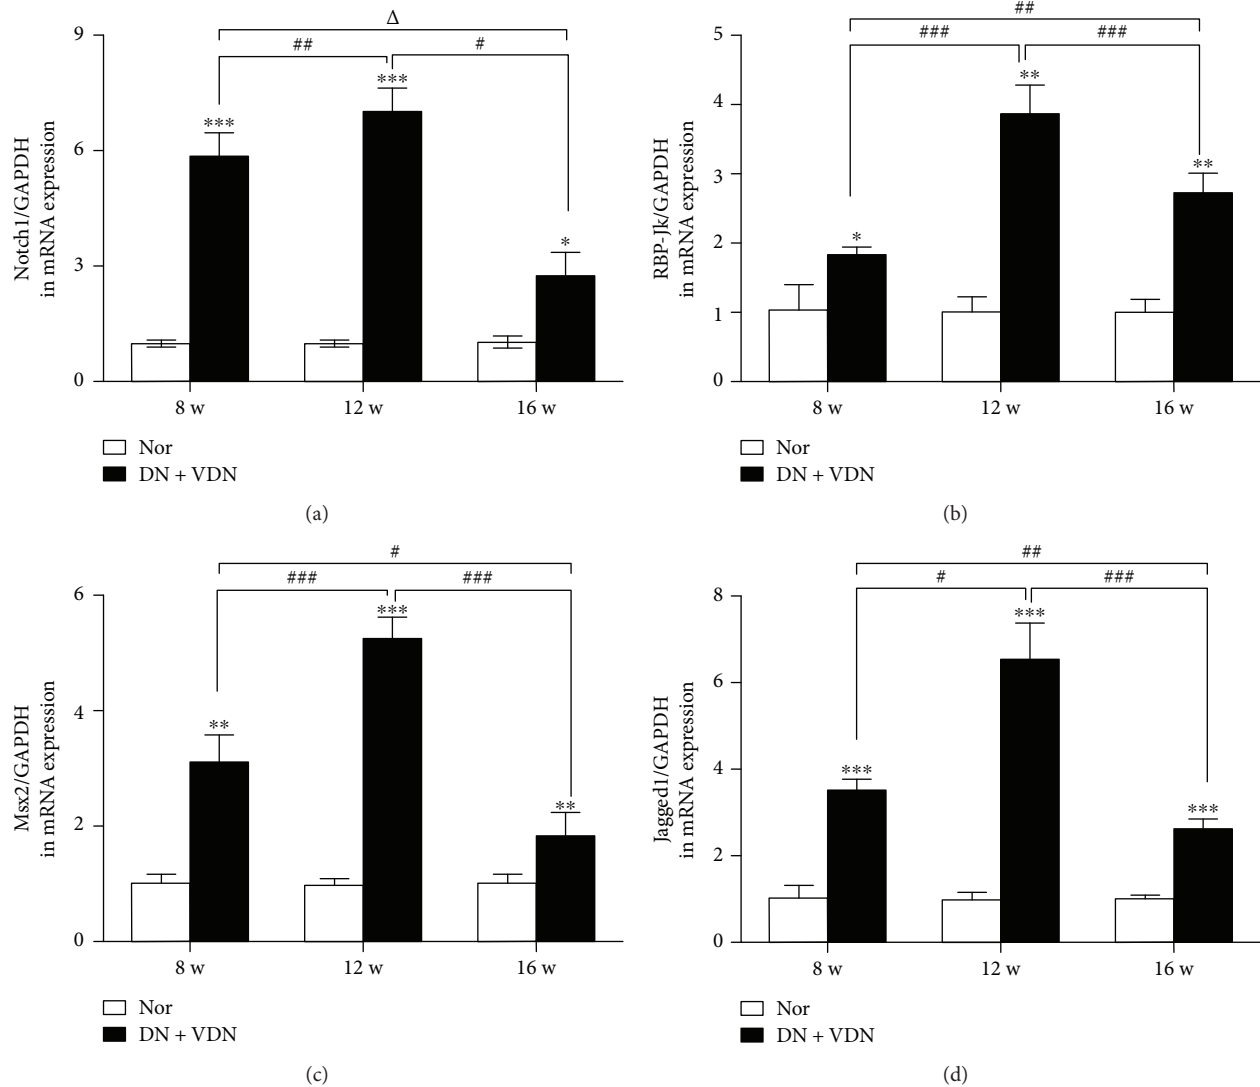 Δ
##
#
9
6
3
0
***
***
*
Notch1/GAPDH
in mRNA expression
8 w
12 w
16 w
Nor
DN + VDN
(a)
##
###
###
5
4
3
2
1
0
*
**
**
RBP-Jk/GAPDH
in mRNA expression
8 w
12 w
16 w
Nor
DN + VDN
(b)
#
###
###
6
4
2
0
**
***
**
Msx2/GAPDH
in mRNA expression
8 w
12 w
16 w
Nor
DN + VDN
(c)
##
#
###
8
6
4
2
0
***
***
***
Jagged1/GAPDH
in mRNA expression
8 w
12 w
16 w
Nor
DN + VDN
(d)